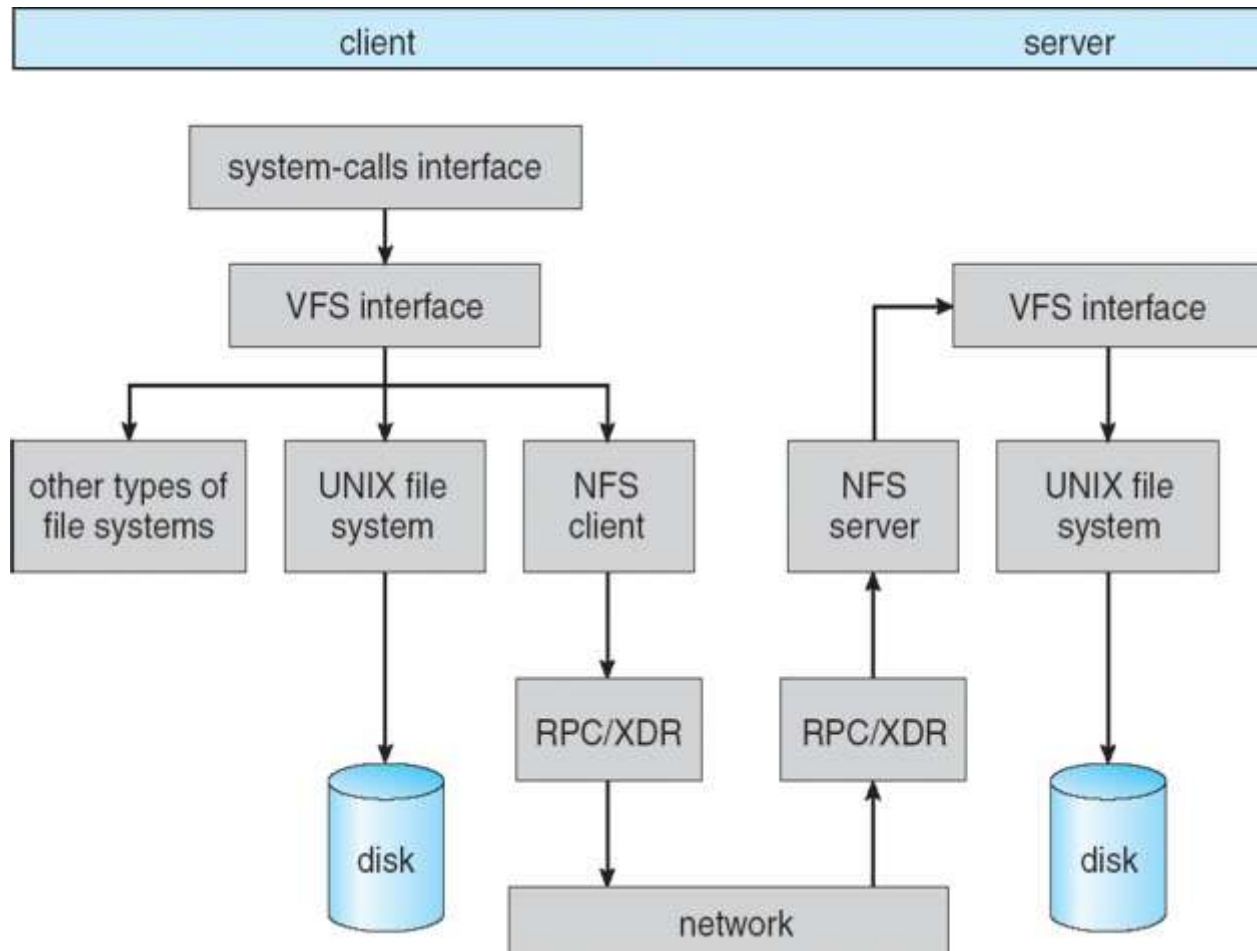 client
server
system-calls interface
VFS interface
VFS interface
other types of
file systems
UNIX file
system
NFS
client
NFS
server
UNIX file
system
RPC/XDR
RPC/XDR
disk
disk
network